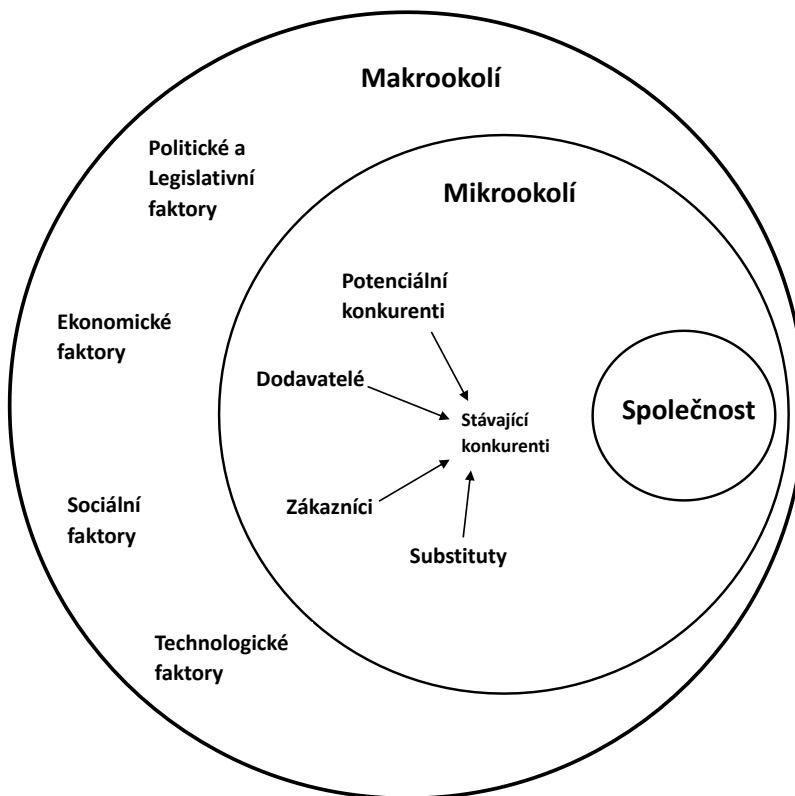 Makrookolí
Politické a
Legislativní
faktory
Mikrookolí
Potenciální
konkurenti
Ekonomické
faktory
Dodavatelé
Společnost
Stávající
konkurenti
Sociální
faktory
Zákazníci
Substituty
Technologické
faktory